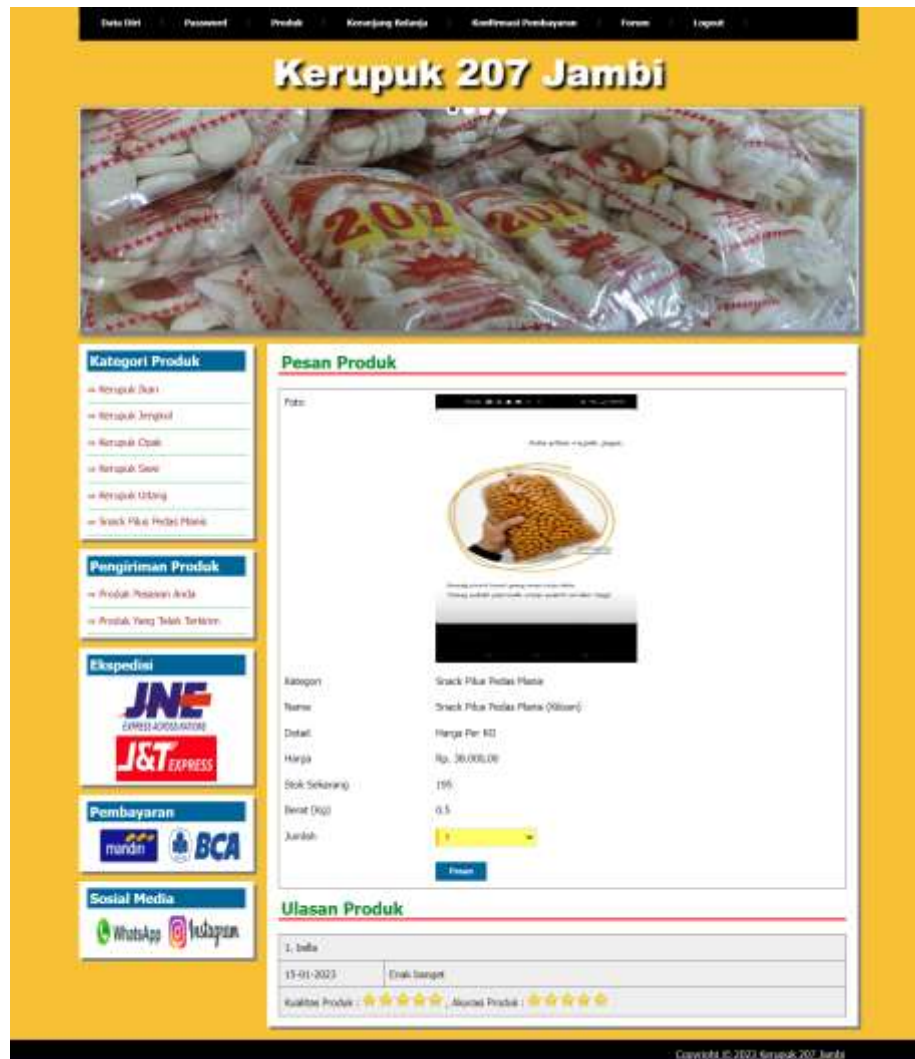 Data Diri Password Produk Keranjang Belanja Konfirmasi Pembayaran Forum Logout
Kerupuk 207 Jambi
207
207
Kategori Produk
Kerupuk Ikan
Kerupuk Jengkol
Kerupuk Opak
Kerupuk
Kerupuk Udang
Snack Pilus Pedas Manis
Pengiriman Produk
Produk Pesanan Anda
Produk Yang Telah Terkirim
Ekspedisi
JNE
EXPRESS ACROSS NATIONS
J&T EXPRESS
Pembayaran
mandiri BCA
Sosial Media
WhatsApp Instagram
Pesan Produk
Foto
Kategori Snack Pilus Pedas Manis
Nama Snack Pilus Pedas Manis (Kiloan)
Detail Harga Per KG
Harga Rp.
Stok Sekarang 195
Berat (Kg) 0.5
Jumlah 1
Pesan
Ulasan Produk
1. bella
15-01-2023 Enak banget
Kualitas Produk : , Akurasi Produk :
Copyright © 2023 Kerupuk 207 Jambi